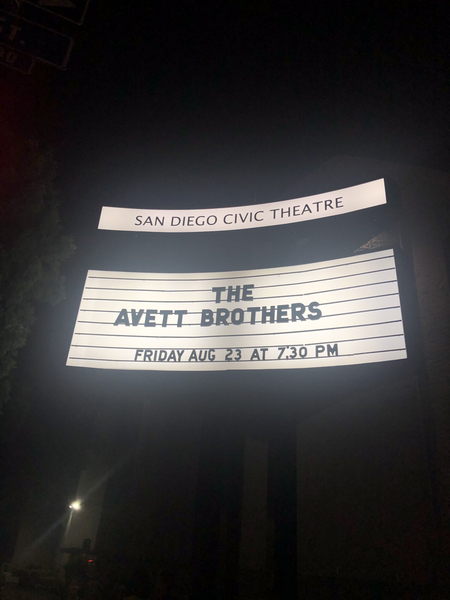 SAN DIEGO CIVIC THEATRE
THE
AVETT BROTHERS
FRIDAY AUG 23 AT 7:30 PM